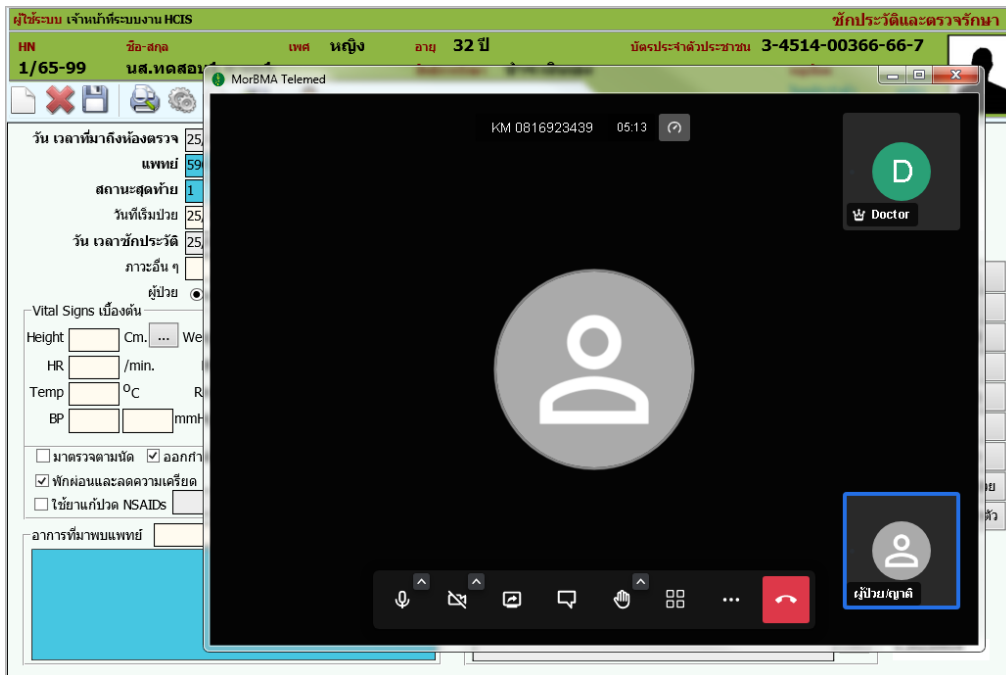 ผู้ใช้ระบบ เจ้าหน้าที่ระบบงาน HCIS ซักประวัติและตรวจรักษา
HN ชื่อ-สกุล เพศ หญิง อายุ 32 ปี บัตรประจำตัวประชาชน 3-4514-00366-66-7
1/65-99 นส.ทดสอบ
MorBMA Telemed
KM 0816923439 05:13
D
Doctor
วัน เวลาที่มาถึงห้องตรวจ 25/
แพทย์ 590
สถานะสุดท้าย 1
วันที่เริ่มป่วย 25/
วัน เวลาซักประวัติ 25/
ภาวะอื่น ๆ
ผู้ป่วย
Vital Signs เบื้องต้น
Height Cm. ... We
HR /min.
Temp °C R
BP mmH
มาตรวจตามนัด ออกกำ
พักผ่อนและลดความเครียด
ใช้ยาแก้ปวด NSAIDs
อาการที่มาพบแพทย์
ผู้ป่วย/ญาติ
วย
ตัว